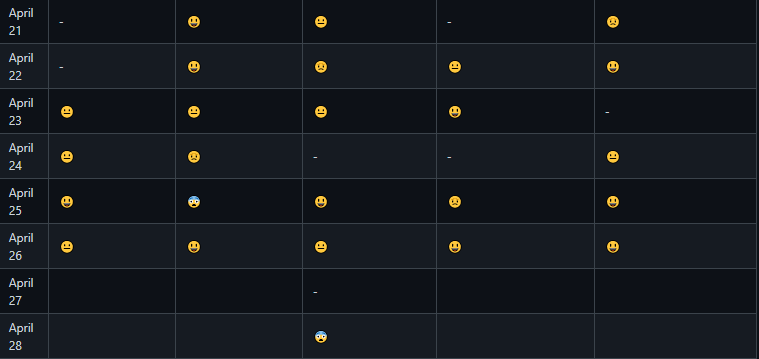 April
21 - 😃 😐 - 😣
April
22 - 😃 😣 😐 😃
April
23 😐 😐 😐 😃 -
April
24 😐 😣 - - 😐
April
25 😃 😨 😃 😣 😃
April
26 😐 😃 😐 😃 😃
April
27 -
April
28 😨